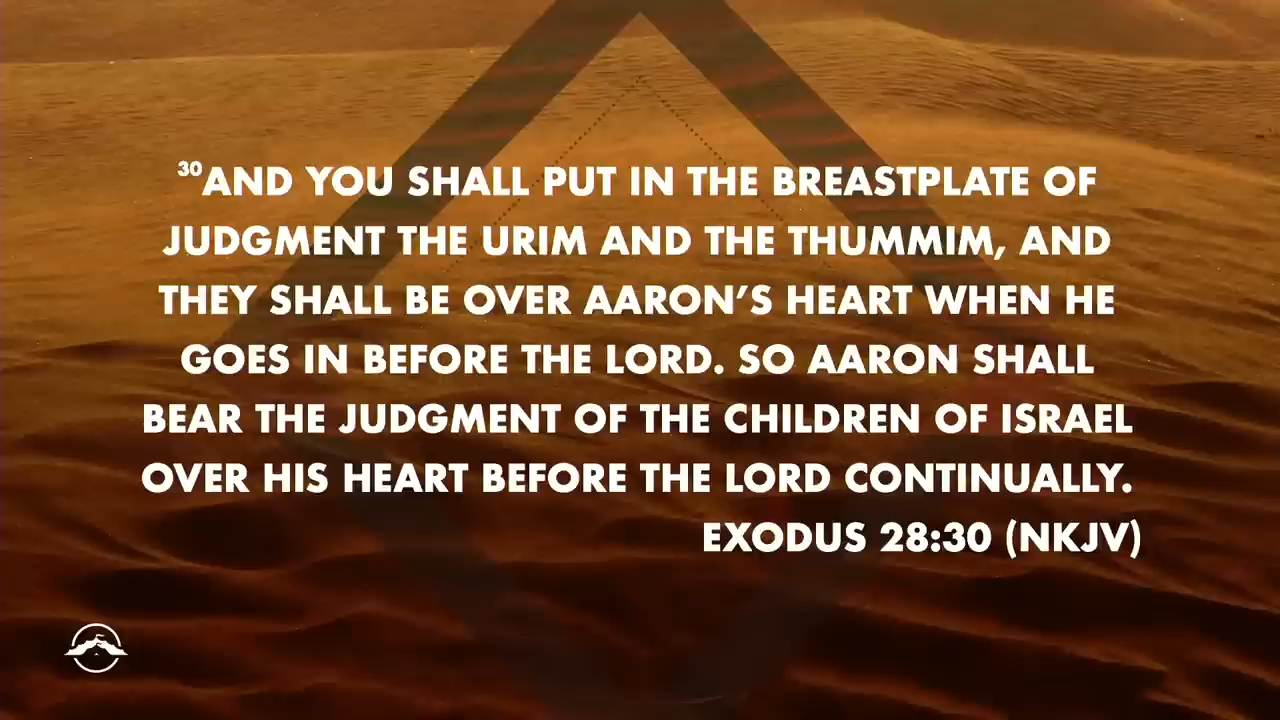 ³⁰AND YOU SHALL PUT IN THE BREASTPLATE OF
JUDGMENT THE URIM AND THE THUMMIM, AND
THEY SHALL BE OVER AARON’S HEART WHEN HE
GOES IN BEFORE THE LORD. SO AARON SHALL
BEAR THE JUDGMENT OF THE CHILDREN OF ISRAEL
OVER HIS HEART BEFORE THE LORD CONTINUALLY.
EXODUS 28:30 (NKJV)